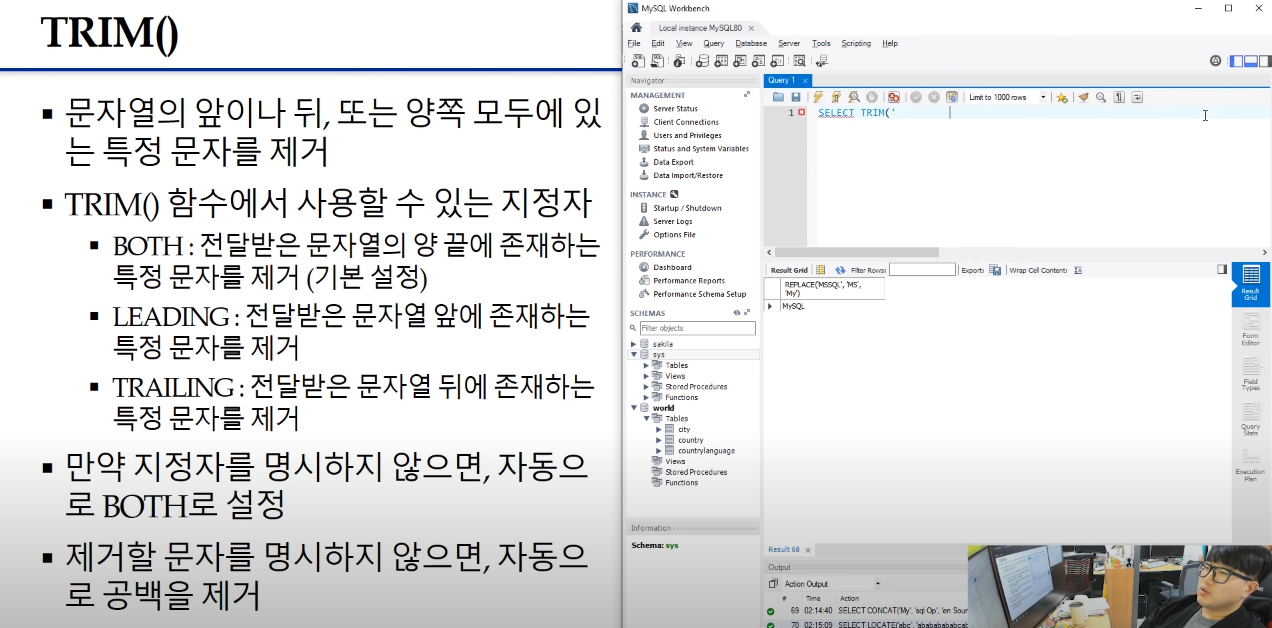 TRIM()
▪ 문자열의 앞이나 뒤, 또는 양쪽 모두에 있
는 특정 문자를 제거
▪ TRIM() 함수에서 사용할 수 있는 지정자
▪ BOTH : 전달받은 문자열의 양 끝에 존재하는
특정 문자를 제거 (기본 설정)
▪ LEADING : 전달받은 문자열 앞에 존재하는
특정 문자를 제거
▪ TRAILING : 전달받은 문자열 뒤에 존재하는
특정 문자를 제거
▪ 만약 지정자를 명시하지 않으면, 자동으
로 BOTH로 설정
▪ 제거할 문자를 명시하지 않으면, 자동으
로 공백을 제거
MySQL Workbench
Local instance MySQL80
File Edit View Query Database Server Tools Scripting Help
Navigator
MANAGEMENT
Server Status
Client Connections
Users and Privileges
Status and System Variables
Data Export
Data Import/Restore
INSTANCE
Startup / Shutdown
Server Logs
Options File
PERFORMANCE
Dashboard
Performance Reports
Performance Schema Setup
SCHEMAS
Filter objects
sakila
sys
Tables
Views
Stored Procedures
Functions
world
Tables
city
country
countrylanguage
Views
Stored Procedures
Functions
Information
Schema: sys
Query 1
Limit to 1000 rows
1 SELECT TRIM('
Result Grid Filter Rows: Export: Wrap Cell Content:
REPLACE('MSSQL', 'MS',
'My')
MySQL
Result Grid
Form Editor
Field Types
Query Stats
Execution Plan
Result 68
Output
Action Output
# Time Action
69 02:14:40 SELECT CONCAT('My', 'sql Op', 'en Sour
70 02:15:09 SELECT LOCATE('abc', 'abababababcab